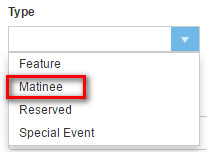 Type
Feature
Matinee
Reserved
Special Event